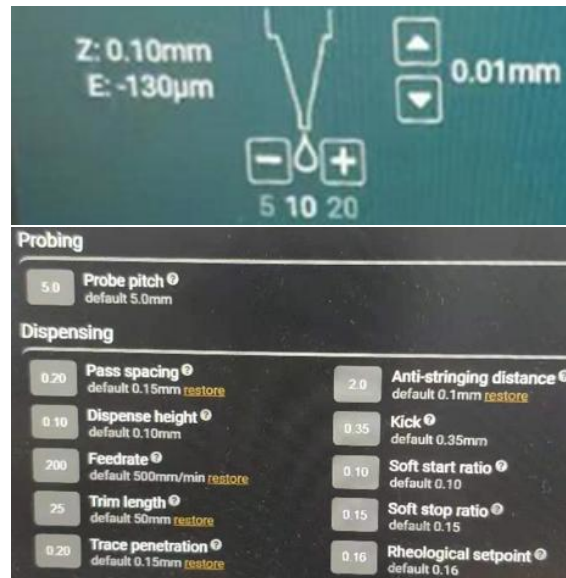 Z: 0.10mm
E: -130µm
0.01mm
5 10 20
Probing
5.0 Probe pitch
default 5.0mm
Dispensing
0.20 Pass spacing
default 0.15mm restore
0.10 Dispense height
default 0.10mm
200 Feedrate
default 500mm/min restore
25 Trim length
default 50mm restore
0.20 Trace penetration
default 0.15mm restore
2.0 Anti-stringing distance
default 0.1mm restore
0.35 Kick
default 0.35mm
0.10 Soft start ratio
default 0.10
0.15 Soft stop ratio
default 0.15
0.16 Rheological setpoint
default 0.16